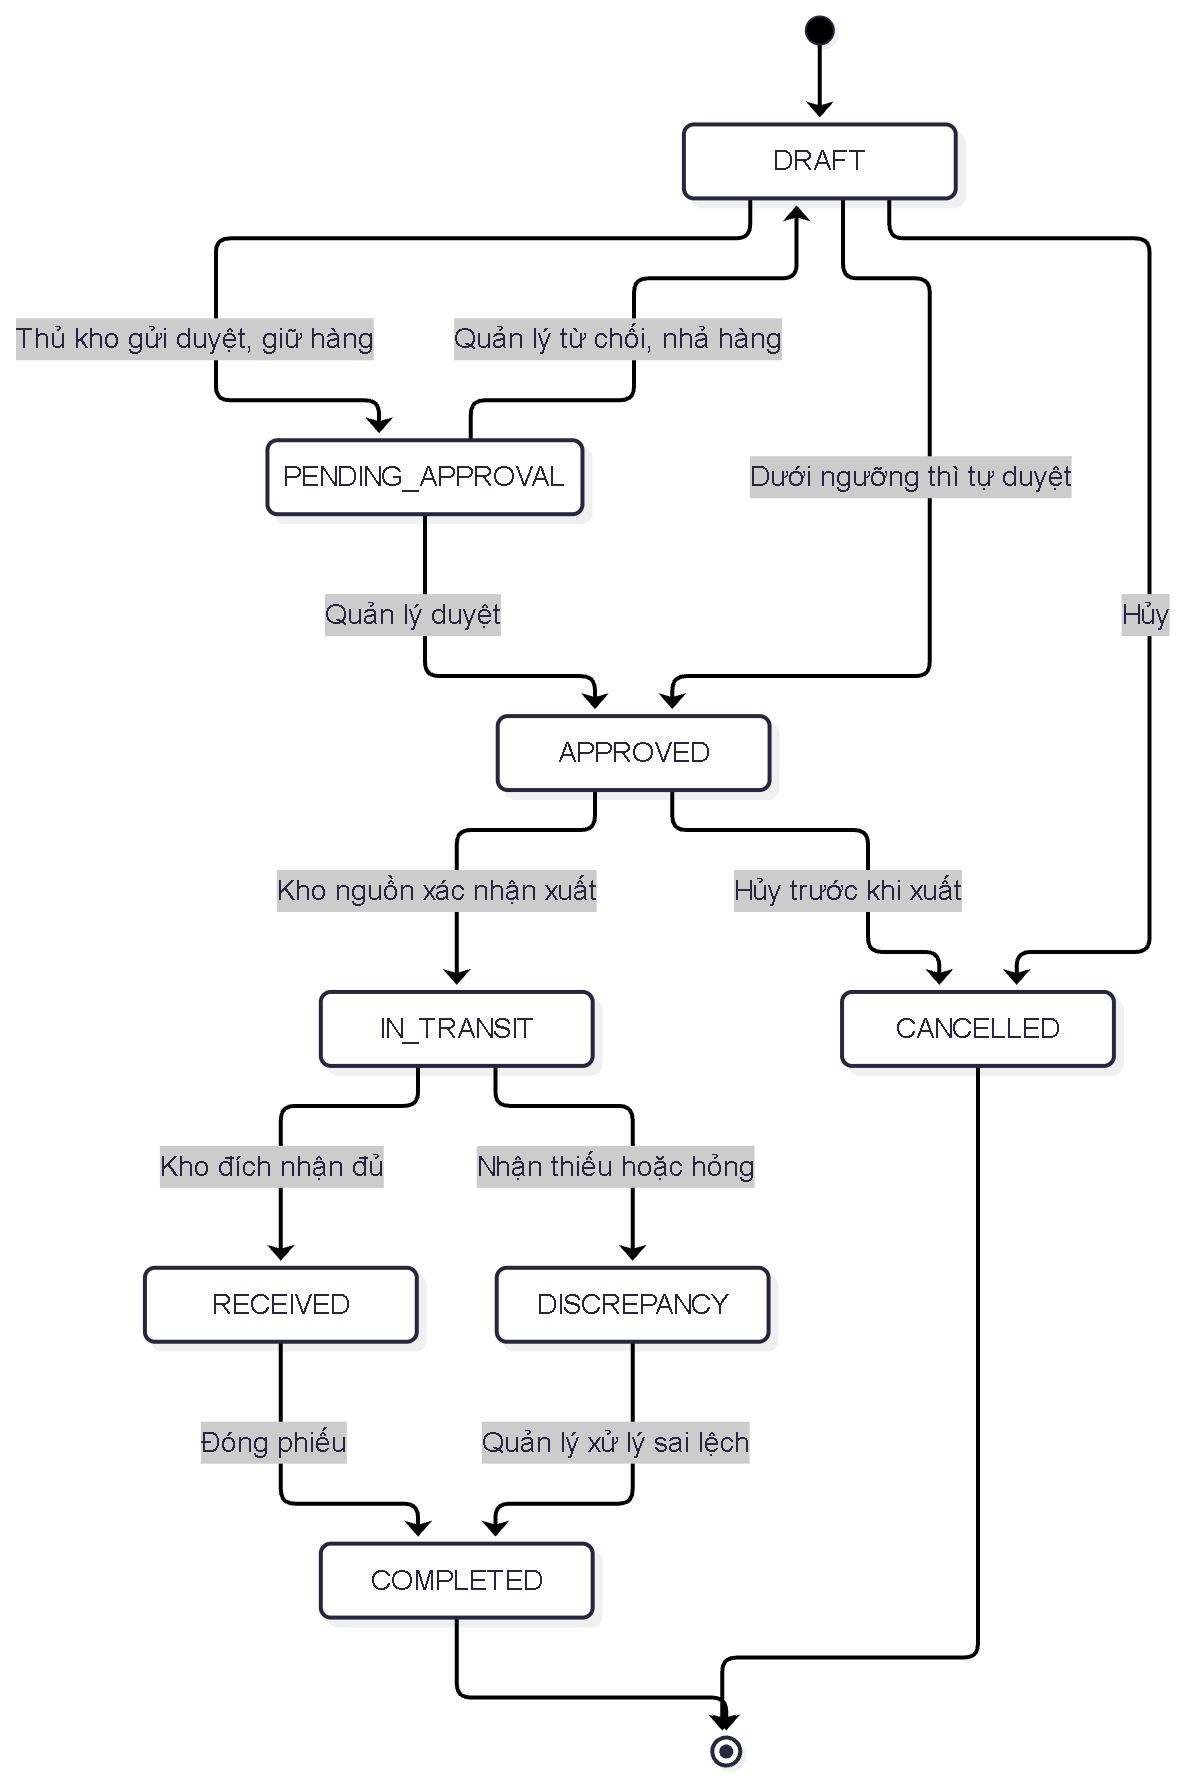 DRAFT
Thủ kho gửi duyệt, giữ hàng
Quản lý từ chối, nhả hàng
PENDING_APPROVAL
Dưới ngưỡng thì tự duyệt
Quản lý duyệt
Hủy
APPROVED
Kho nguồn xác nhận xuất
Hủy trước khi xuất
IN_TRANSIT
CANCELLED
Kho đích nhận đủ
Nhận thiếu hoặc hỏng
RECEIVED
DISCREPANCY
Đóng phiếu
Quản lý xử lý sai lệch
COMPLETED